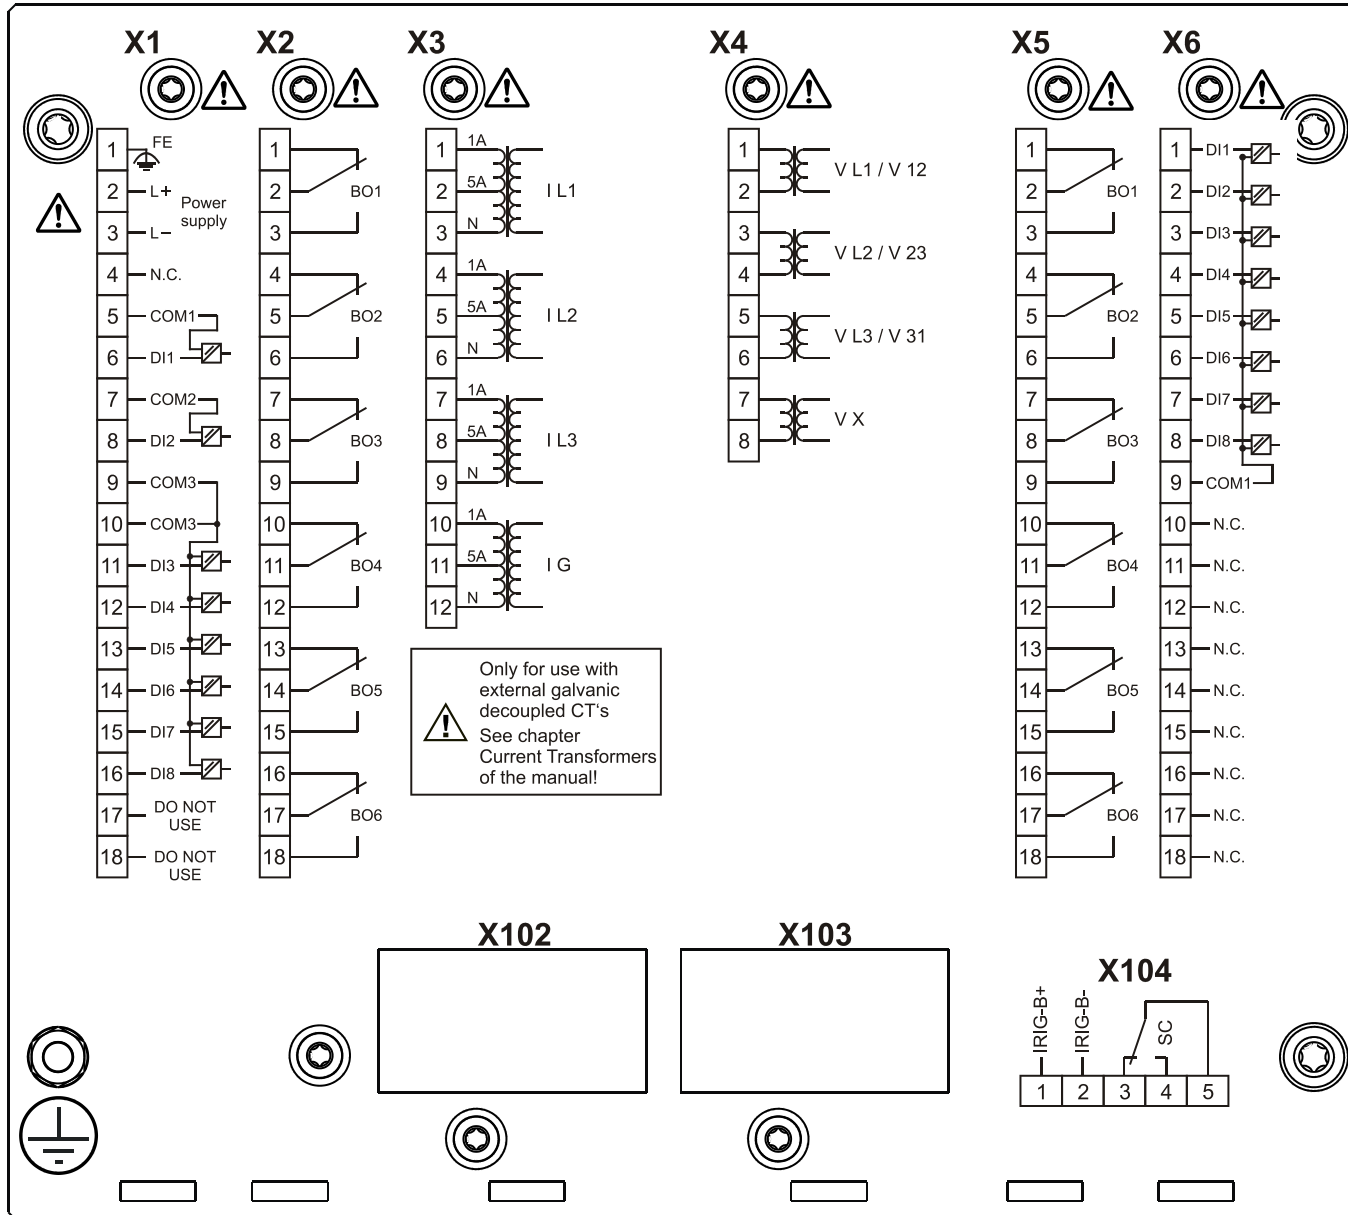 X1
1
FE
2
L+
Power
supply
3
L–
4
N.C.
5
COM1
6
DI1
7
COM2
8
DI2
9
COM3
10
COM3
11
DI3
12
DI4
13
DI5
14
DI6
15
DI7
16
DI8
17
DO NOT
USE
18
DO NOT
USE
X2
1
2
BO1
3
4
5
BO2
6
7
8
BO3
9
10
11
BO4
12
13
14
BO5
15
16
17
BO6
18
X3
1
1A
2
5A
I L1
3
N
4
1A
5
5A
I L2
6
N
7
1A
8
5A
I L3
9
N
10
1A
11
5A
I G
12
N
Only for use with
external galvanic
decoupled CT‘s
See chapter
Current Transformers
of the manual!
X4
1
V L1 / V 12
2
3
V L2 / V 23
4
5
V L3 / V 31
6
7
V X
8
X5
1
2
BO1
3
4
5
BO2
6
7
8
BO3
9
10
11
BO4
12
13
14
BO5
15
16
17
BO6
18
X6
1
DI1
2
DI2
3
DI3
4
DI4
5
DI5
6
DI6
7
DI7
8
DI8
9
COM1
10
N.C.
11
N.C.
12
N.C.
13
N.C.
14
N.C.
15
N.C.
16
N.C.
17
N.C.
18
N.C.
X102
X103
X104
IRIG-B+
IRIG-B-
SC
1 2 3 4 5